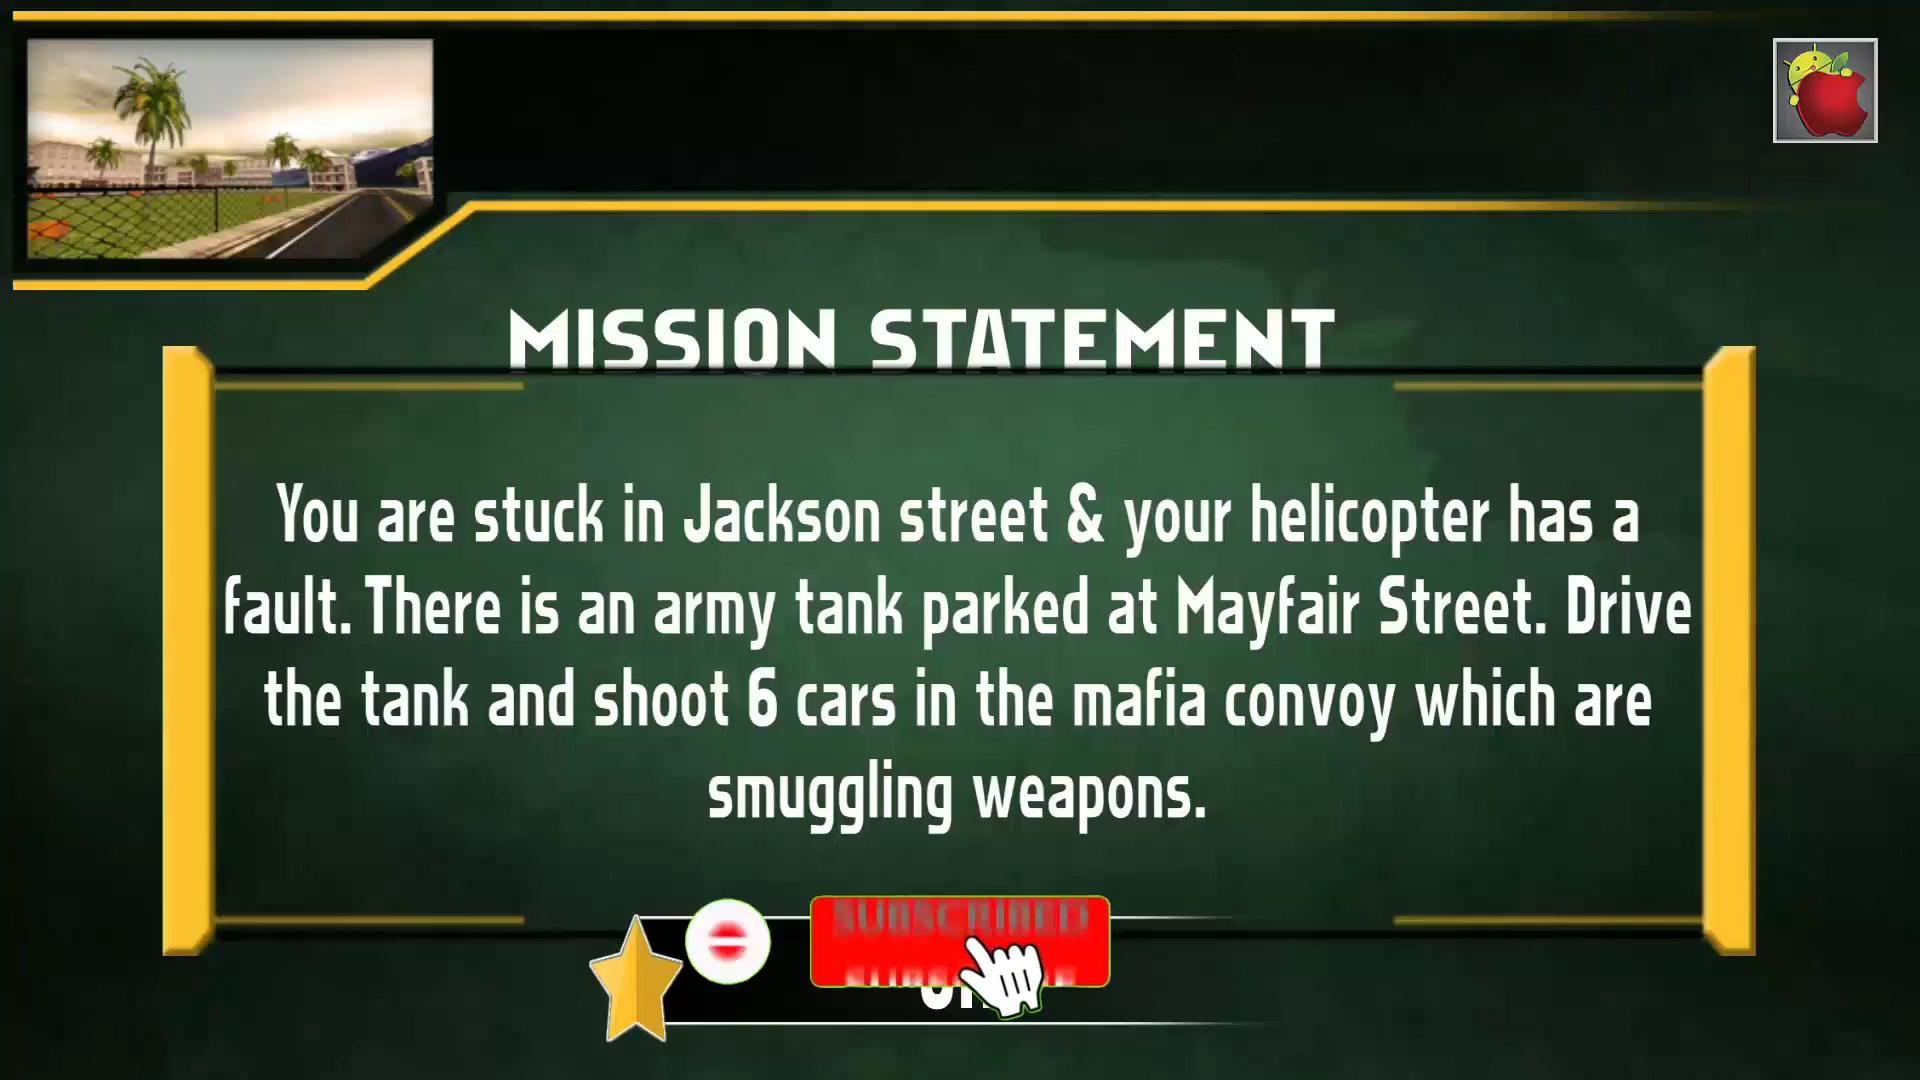 MISSION STATEMENT
You are stuck in Jackson street & your helicopter has a
fault. There is an army tank parked at Mayfair Street. Drive
the tank and shoot 6 cars in the mafia convoy which are
smuggling weapons.
SUBSCRIBED